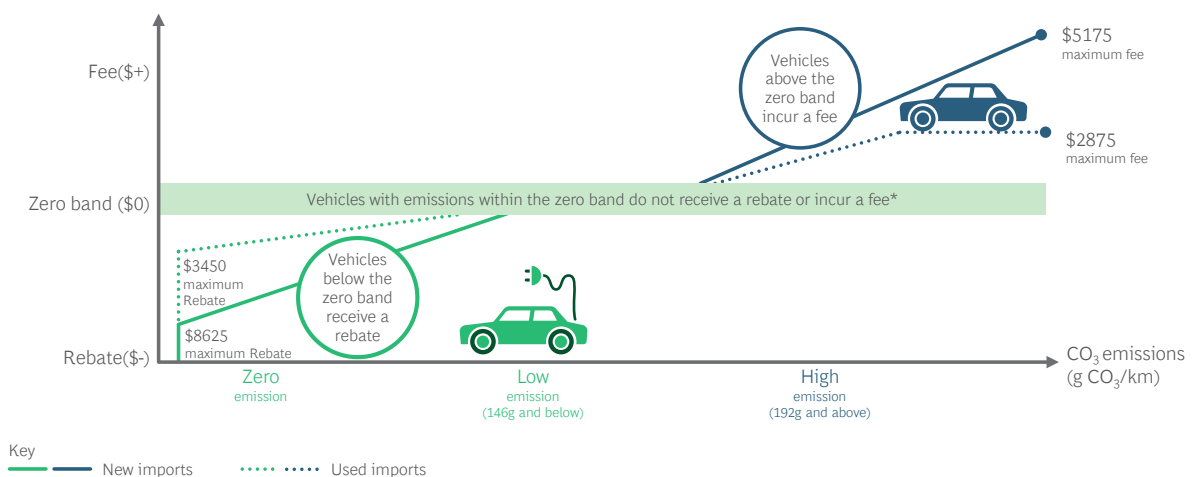 $5175
maximum fee
Fee($+)
Vehicles
above the
zero band
incur a fee
$2875
maximum fee
Zero band ($0)
Vehicles with emissions within the zero band do not receive a rebate or incur a fee*
$3450
maximum
Rebate
Vehicles
below the
zero band
receive a
rebate
$8625
maximum Rebate
Rebate($-)
CO3 emissions
(g CO3/km)
Zero
emission
Low
emission
(146g and below)
High
emission
(192g and above)
Key
New imports
Used imports